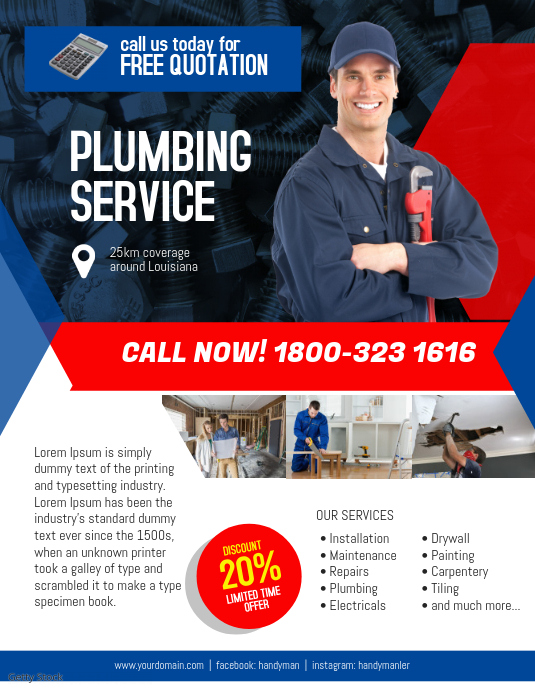 call us today for
FREE QUOTATION
PLUMBING
SERVICE
25km coverage
around Louisiana
CALL NOW! 1800-323 1616
Lorem Ipsum is simply
dummy text of the printing
and typesetting industry.
Lorem Ipsum has been the
industry's standard dummy
text ever since the 1500s,
when an unknown printer
took a galley of type and
scrambled it to make a type
specimen book.
DISCOUNT
20%
LIMITED TIME
OFFER
OUR SERVICES
• Installation
• Maintenance
• Repairs
• Plumbing
• Electricals
• Drywall
• Painting
• Carpentery
• Tiling
• and much more...
www.yourdomain.com | facebook: handyman | instagram: handymanler
Getty Stock